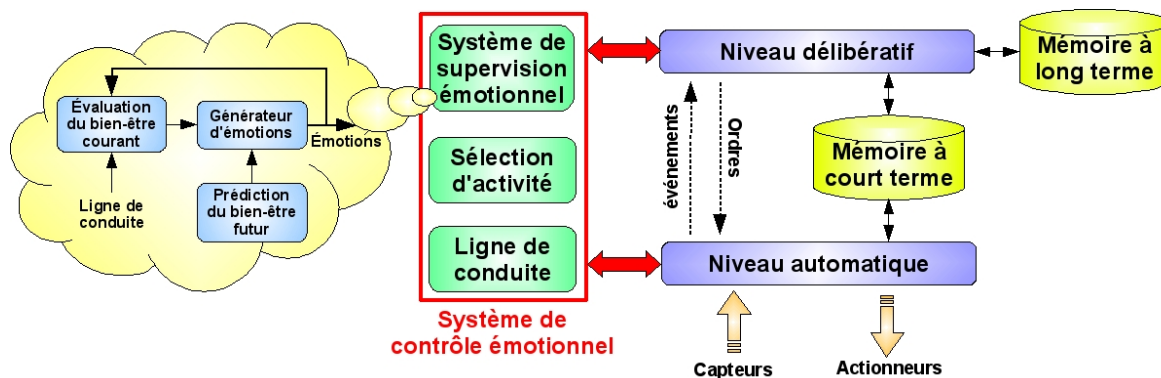 Évaluation
du bien-être
courant
Générateur
d'émotions
Émotions
Ligne de
conduite
Prédiction
du bien-être
futur
Système de
supervision
émotionnel
Sélection
d'activité
Ligne de
conduite
Système de
contrôle émotionnel
Niveau délibératif
Mémoire à
long terme
événements
Ordres
Mémoire à
court terme
Niveau automatique
Capteurs
Actionneurs